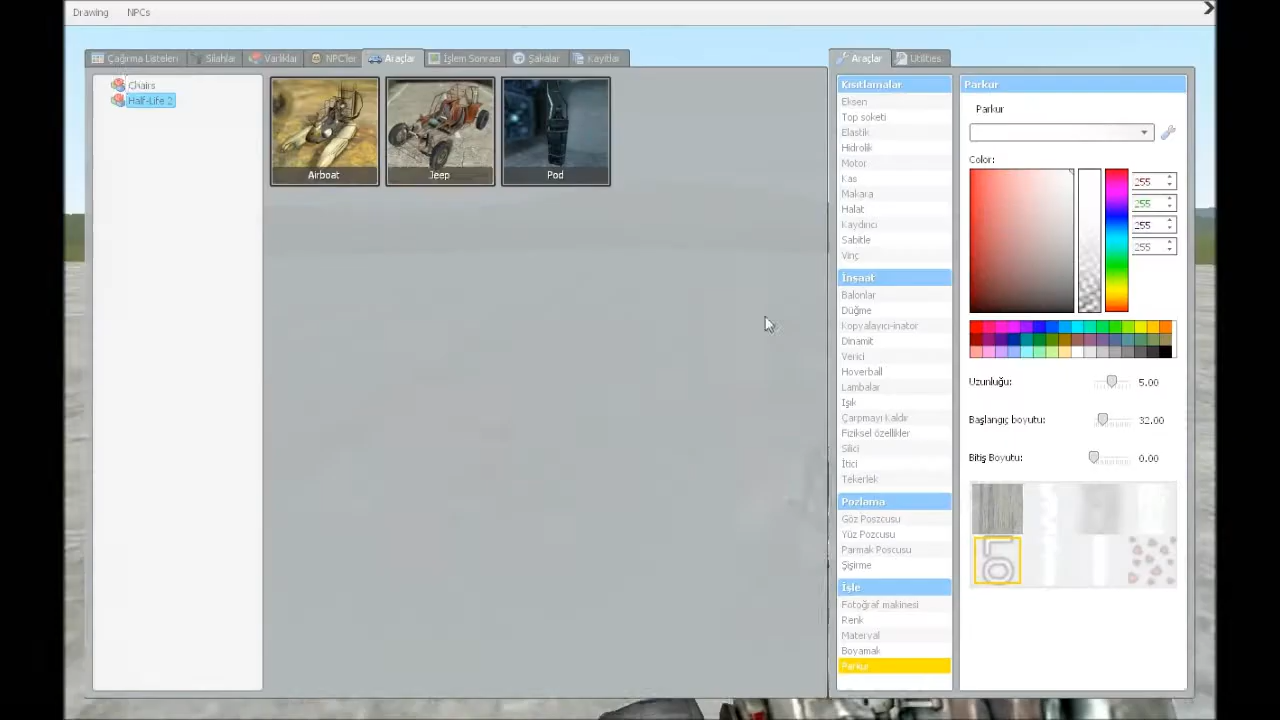 Drawing NPCs
Çağırma Listeleri Silahlar Varlıklar NPC'ler Araçlar İşlem Sonrası Şakalar Kayıtlar
Araçlar Utilities
Chairs
Half-Life 2
Airboat Jeep Pod
Kısıtlamalar
Eksen
Top soketi
Elastik
Hidrolik
Motor
Kas
Makara
Halat
Kaydırıcı
Sabitle
Vinç
İnşaat
Balonlar
Düğme
Kopyalayıcı-inator
Dinamit
Verici
Hoverball
Lambalar
Işık
Çarpmayı Kaldır
Fiziksel özellikler
Silici
İtici
Tekerlek
Pozlama
Göz Pozcusu
Yüz Pozcusu
Parmak Poscusu
Şişirme
İşle
Fotoğraf makinesi
Renk
Materyal
Boyamak
Parkur
Parkur
Parkur
Color:
255
255
255
255
Uzunluğu: 5.00
Başlangıç boyutu: 32.00
Bitiş Boyutu: 0.00